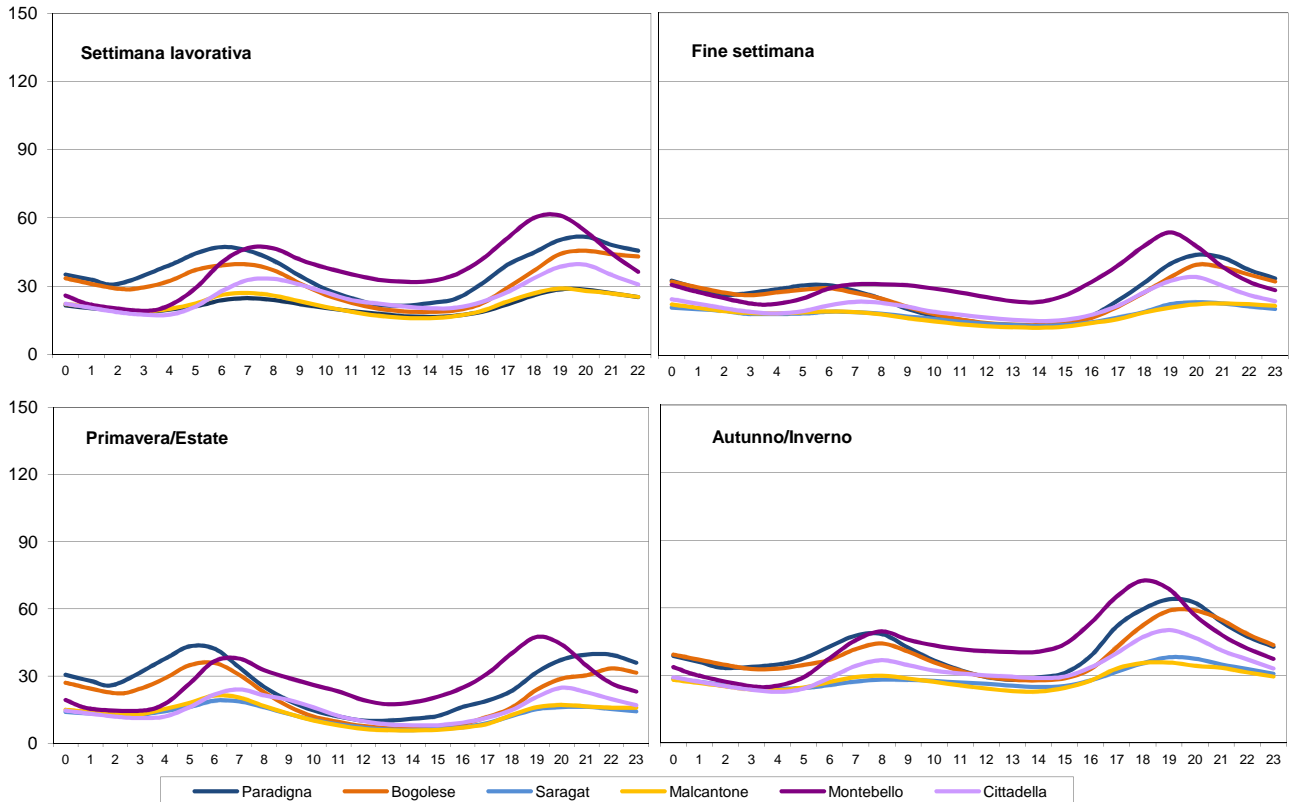 150
120
90
60
30
0
Settimana lavorativa
0 1 2 3 4 5 6 7 8 9 10 11 12 13 14 15 16 17 18 19 20 21 22
Fine settimana
0 1 2 3 4 5 6 7 8 9 10 11 12 13 14 15 16 17 18 19 20 21 22 23
150
120
90
60
30
0
Primavera/Estate
0 1 2 3 4 5 6 7 8 9 10 11 12 13 14 15 16 17 18 19 20 21 22 23
Autunno/Inverno
0 1 2 3 4 5 6 7 8 9 10 11 12 13 14 15 16 17 18 19 20 21 22 23
Paradigna Bogolese Saragat Malcantone Montebello Cittadella